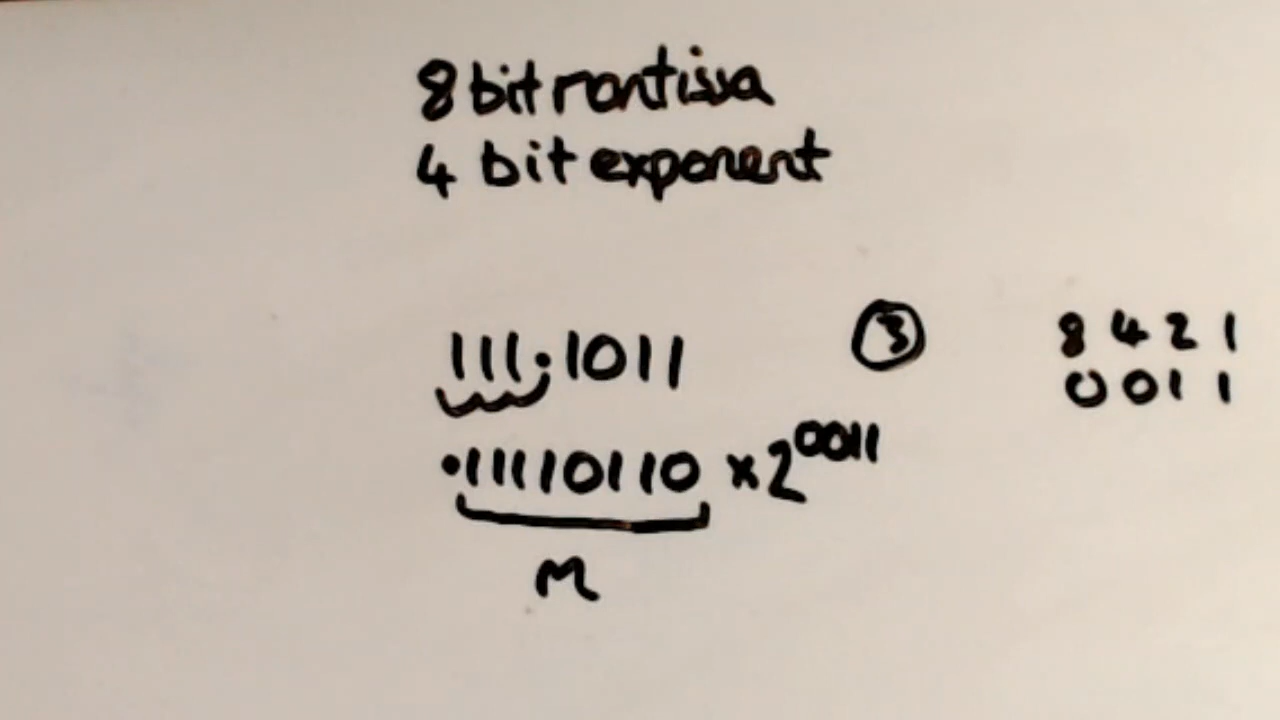 8 bit mantissa
4 bit exponent
111.1011
3
8 4 2 1
0 0 1 1
.11110110 x 2^0011
M